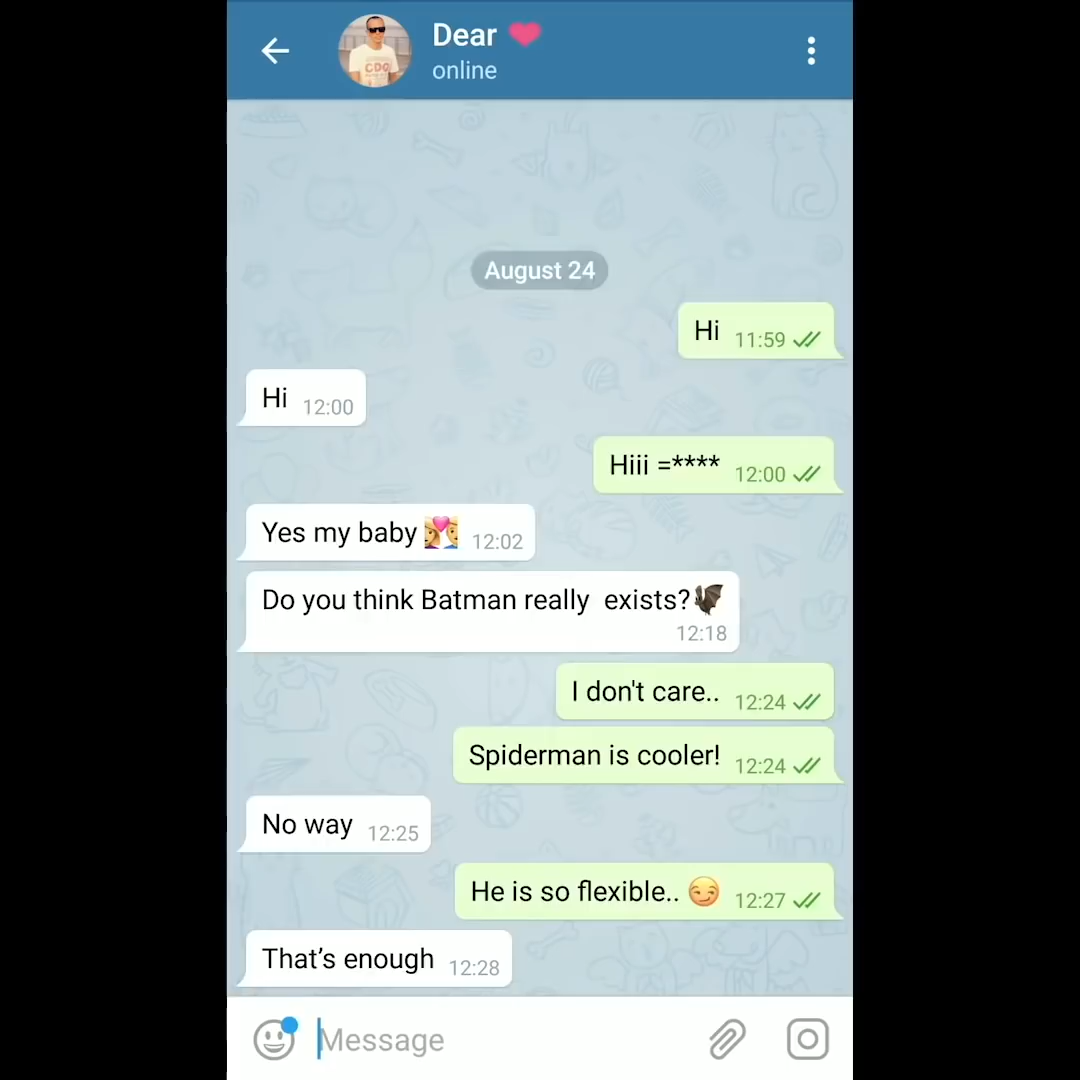 Dear ❤
online
CDG
August 24
Hi 11:59
Hi 12:00
Hiii =**** 12:00
Yes my baby 👩‍❤️‍💋‍👨 12:02
Do you think Batman really  exists?🦇
12:18
I don't care.. 12:24
Spiderman is cooler! 12:24
No way 12:25
He is so flexible.. 😏 12:27
That’s enough 12:28
Message